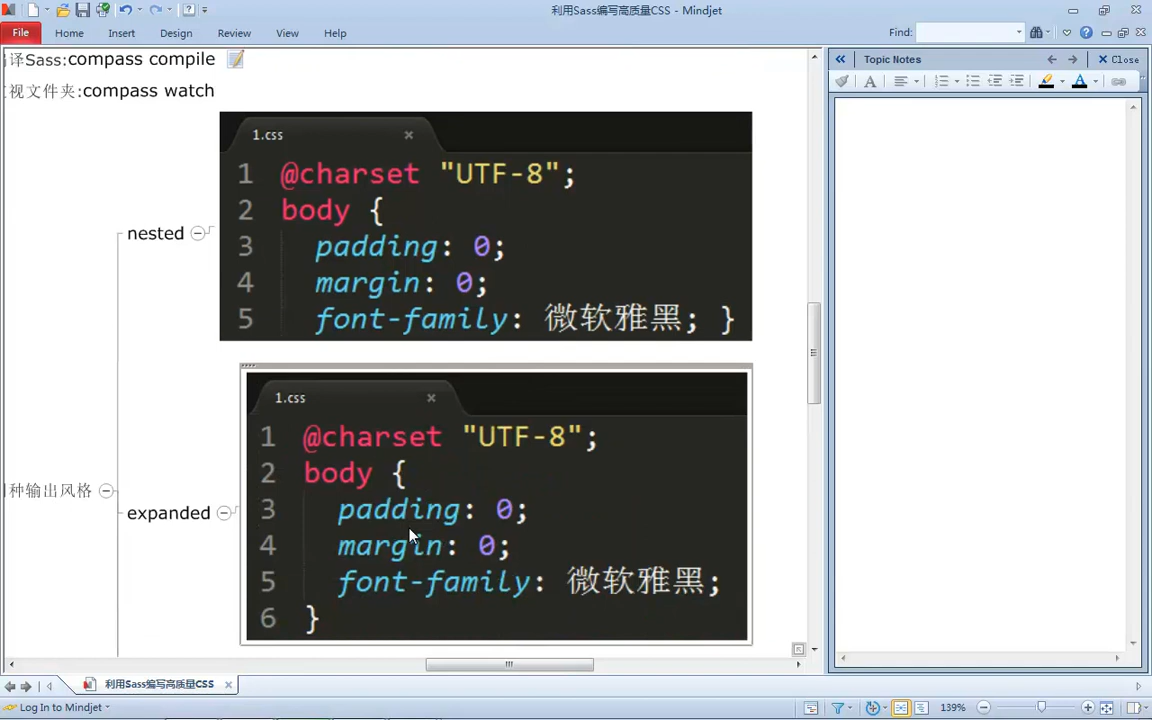 利用Sass编写高质量CSS - Mindjet
File Home Insert Design Review View Help
Find:
译Sass:compass compile
视文件夹:compass watch
Topic Notes
Close
1.css
1 @charset "UTF-8";
2 body {
3 padding: 0;
4 margin: 0;
5 font-family: 微软雅黑; }
nested
1.css
1 @charset "UTF-8";
2 body {
3 padding: 0;
4 margin: 0;
5 font-family: 微软雅黑;
6 }
种输出风格
expanded
利用Sass编写高质量CSS
Log In to Mindjet
139%